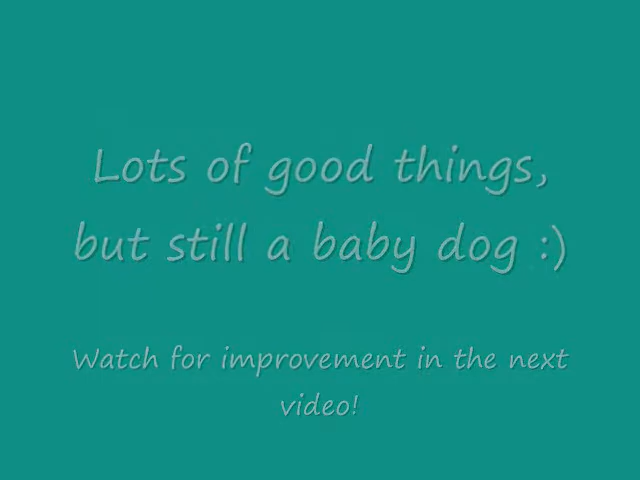 Lots of good things,
but still a baby dog :)
Watch for improvement in the next
video!